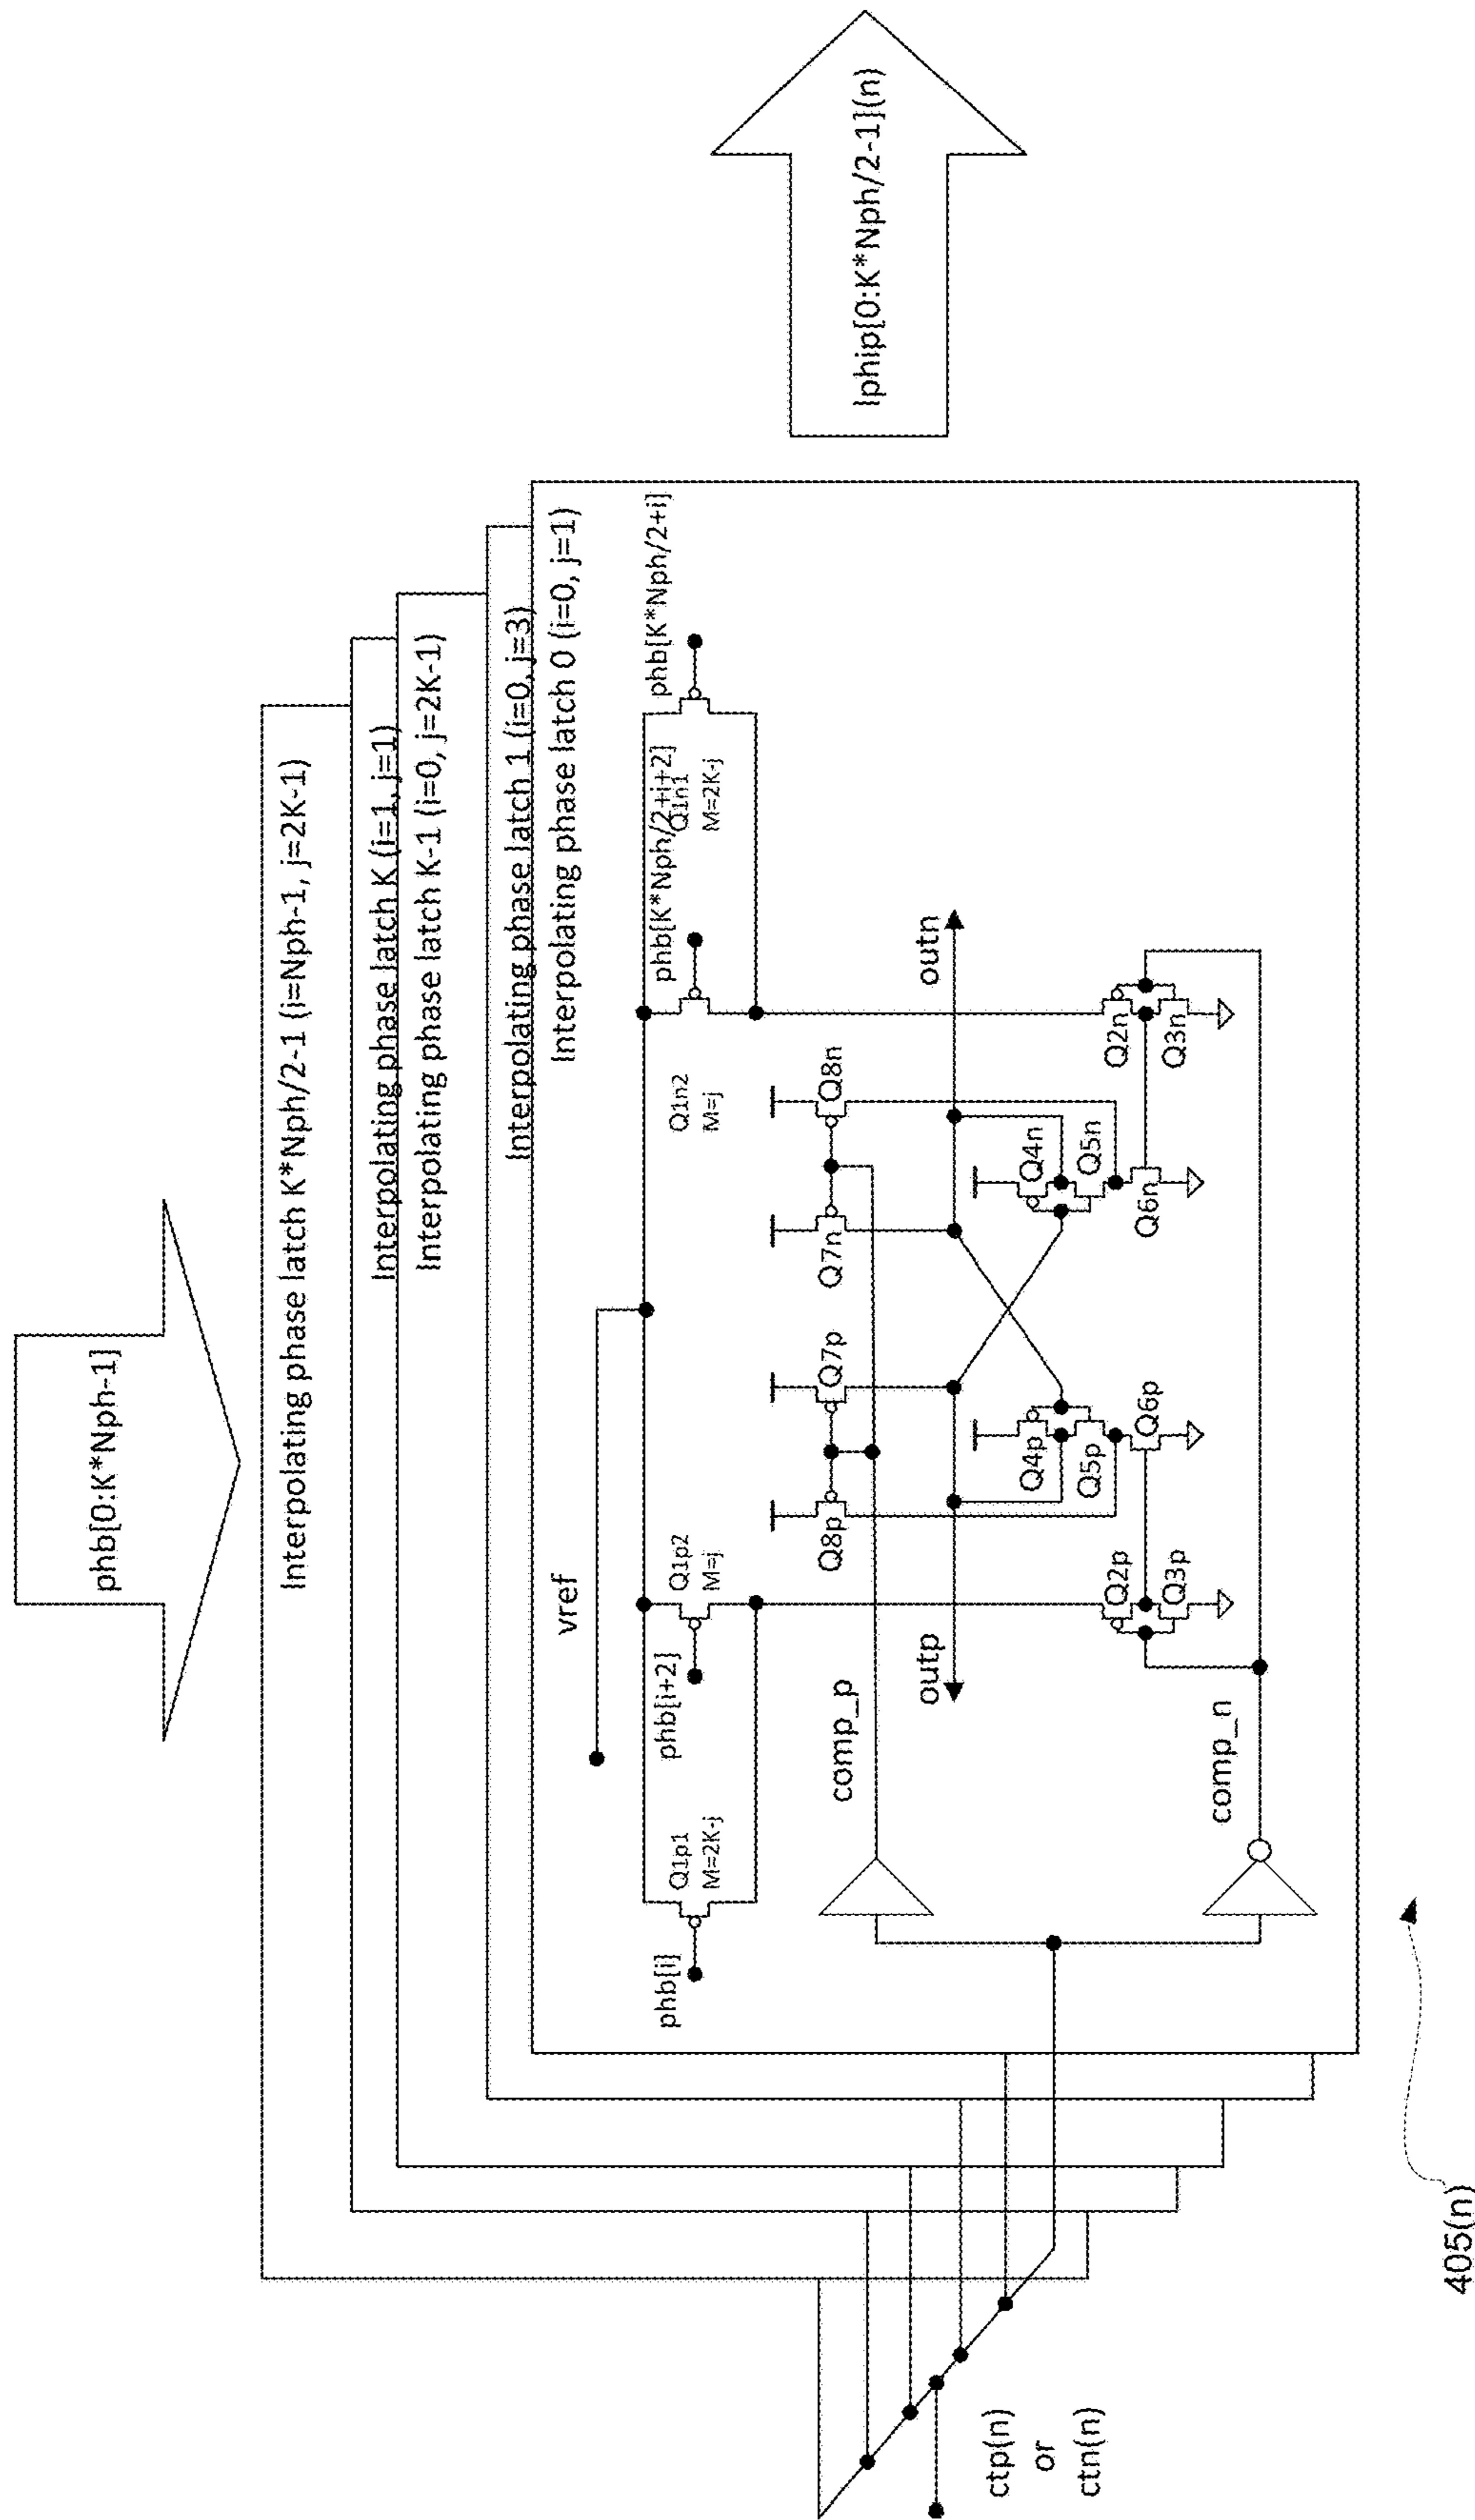 phb[0:K*Nph-1]
Interpolating phase latch K*Nph/2-1 (i=Nph-1, j=2K-1)
Interpolating phase latch K (i=1, j=1)
Interpolating phase latch K-1 (i=0, j=2K-1)
Interpolating phase latch 1 (i=0, j=3)
Interpolating phase latch 0 (i=0, j=1)
vref
phb[i]
Q1p1
M=2K-j
phb[i+2]
Q1p2
M=j
Q1n2
M=j
phb[K*Nph/2+i+2]
Q1n1
M=2K-j
phb[K*Nph/2+i]
comp_p
Q8p
Q7p
Q7n
Q8n
outp
outn
Q4p
Q5p
Q6p
Q4n
Q5n
Q6n
Q2p
Q3p
Q2n
Q3n
comp_n
ctp(n)
or
ctn(n)
lphip[0:K*Nph/2-1](n)
405(n)